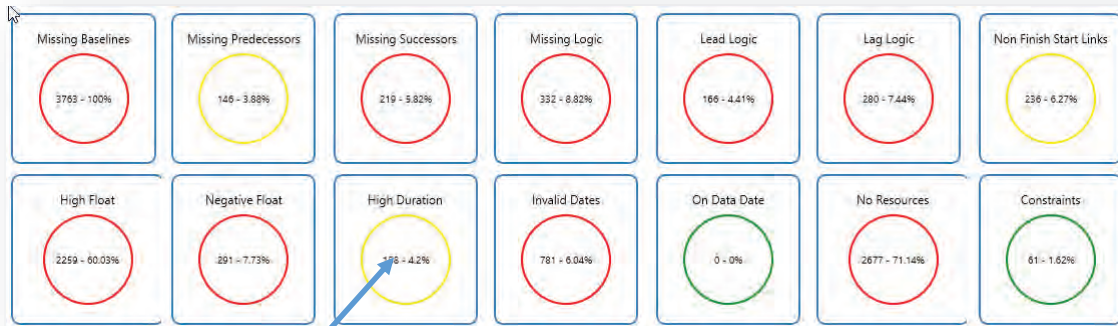 Missing Baselines
3763 - 100%
Missing Predecessors
146 - 3.88%
Missing Successors
219 - 5.82%
Missing Logic
332 - 8.82%
Lead Logic
166 - 4.41%
Lag Logic
280 - 7.44%
Non Finish Start Links
236 - 6.27%
High Float
2259 - 60.03%
Negative Float
291 - 7.73%
High Duration
4.2%
Invalid Dates
781 - 6.04%
On Data Date
0 - 0%
No Resources
2677 - 71.14%
Constraints
61 - 1.62%